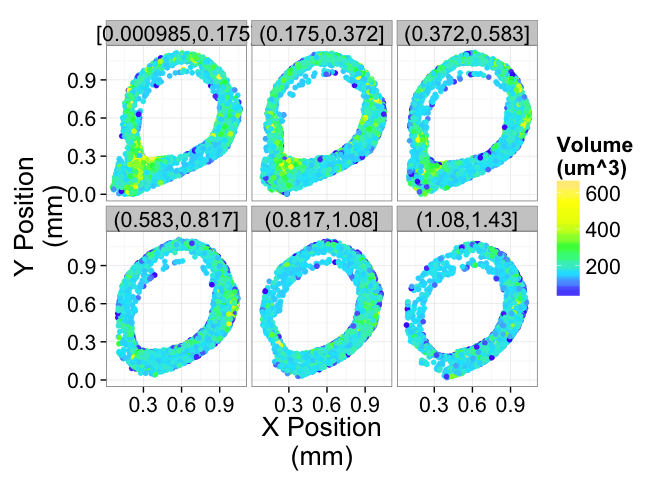 [0.000985,0.175 (0.175,0.372] (0.372,0.583]
0.9
0.6
0.3
0.0
(0.583,0.817] (0.817,1.08] (1.08,1.43]
0.9
0.6
0.3
0.0
0.3 0.6 0.9 0.3 0.6 0.9 0.3 0.6 0.9
X Position
(mm)
Y Position
(mm)
Volume
(um^3)
600
400
200